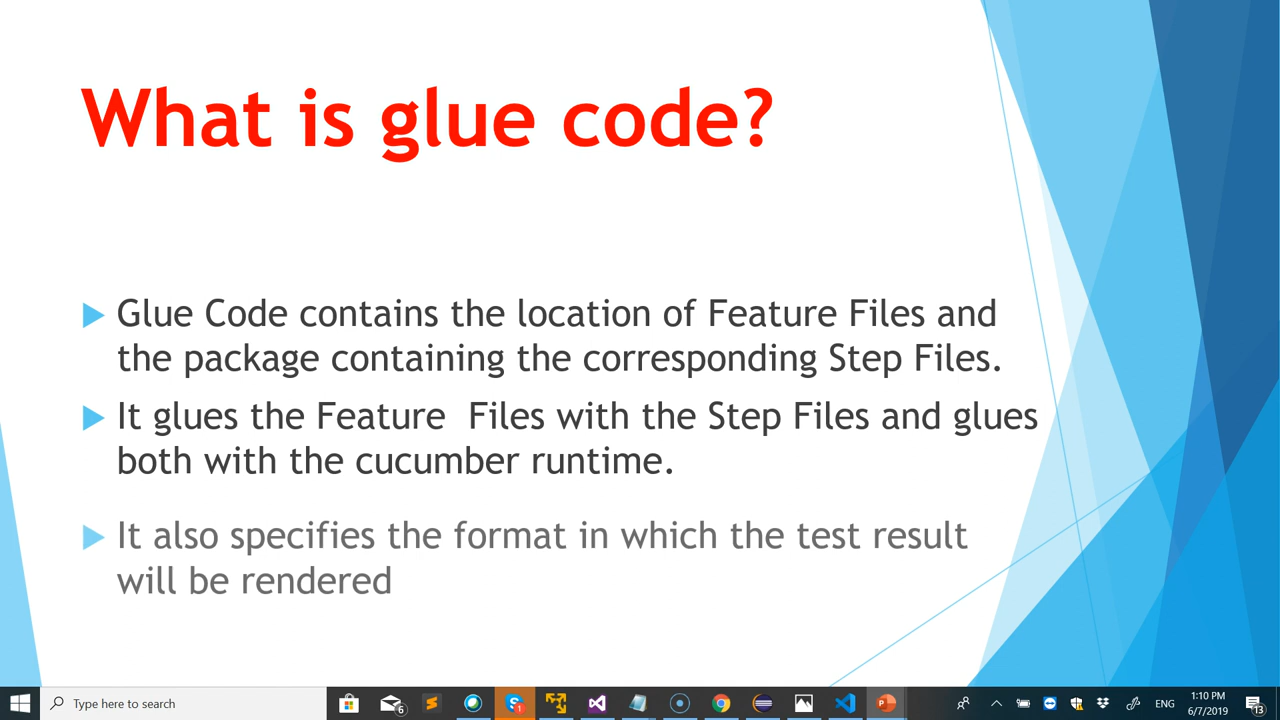 What is glue code?
Glue Code contains the location of Feature Files and
the package containing the corresponding Step Files.
It glues the Feature  Files with the Step Files and glues
both with the cucumber runtime.
It also specifies the format in which the test result
will be rendered
Type here to search
6
1
ENG
1:10 PM
6/7/2019
13